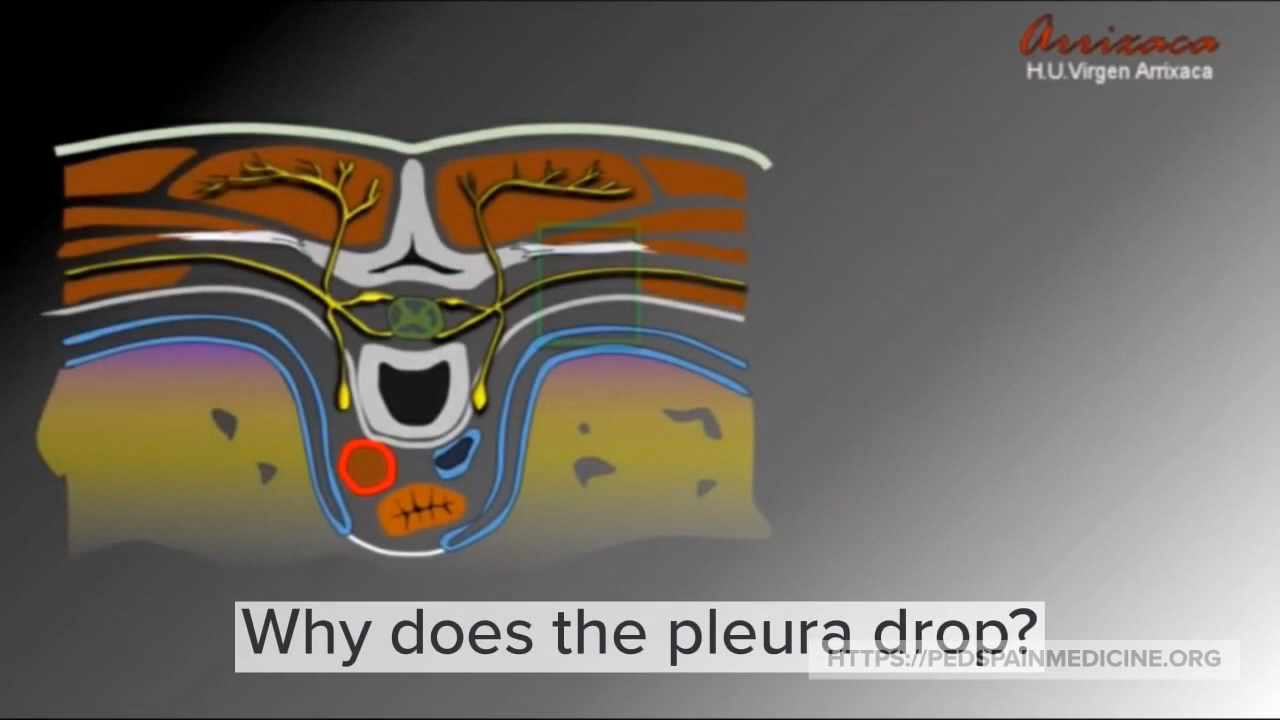 Arrixaca
H.U.Virgen Arrixaca
Why does the pleura drop?
HTTPS://PEDSPAINMEDICINE.ORG